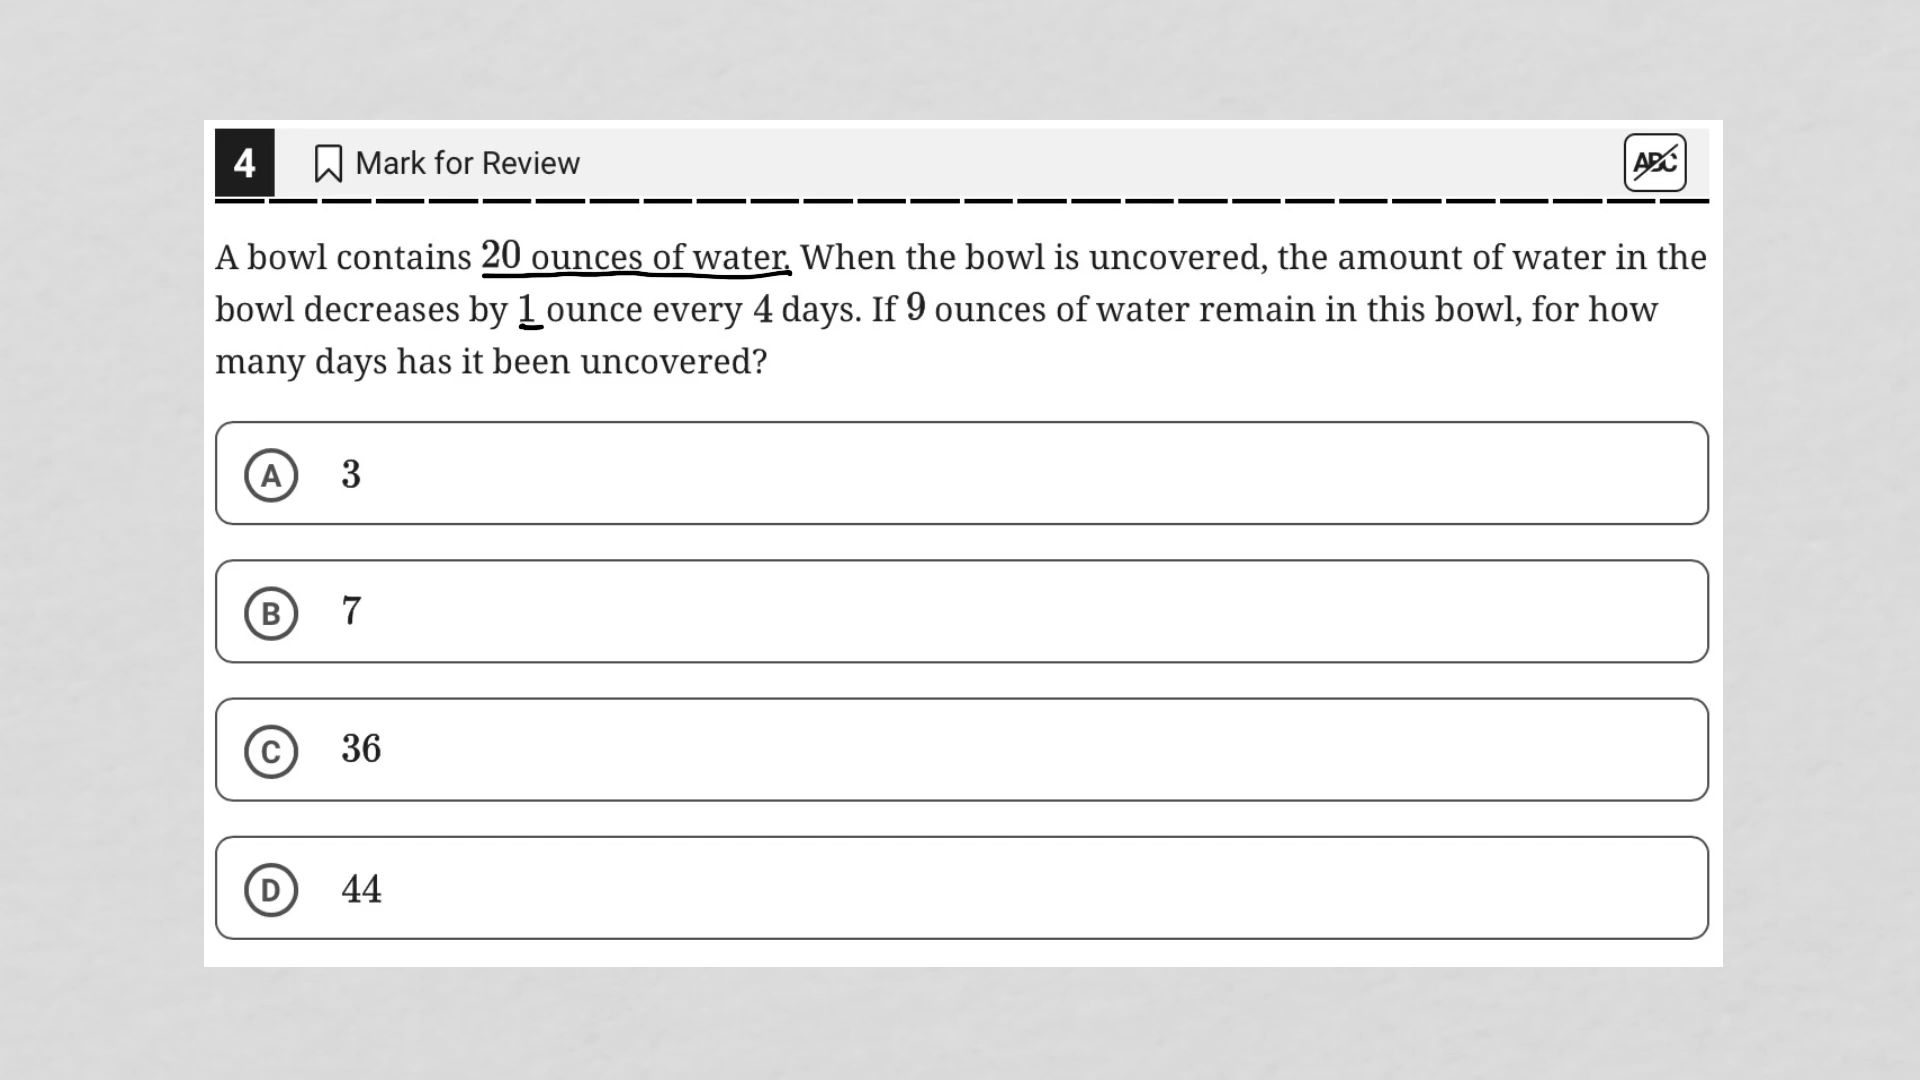 4 Mark for Review ABC
A bowl contains 20 ounces of water. When the bowl is uncovered, the amount of water in the
bowl decreases by 1 ounce every 4 days. If 9 ounces of water remain in this bowl, for how
many days has it been uncovered?
A 3
B 7
C 36
D 44